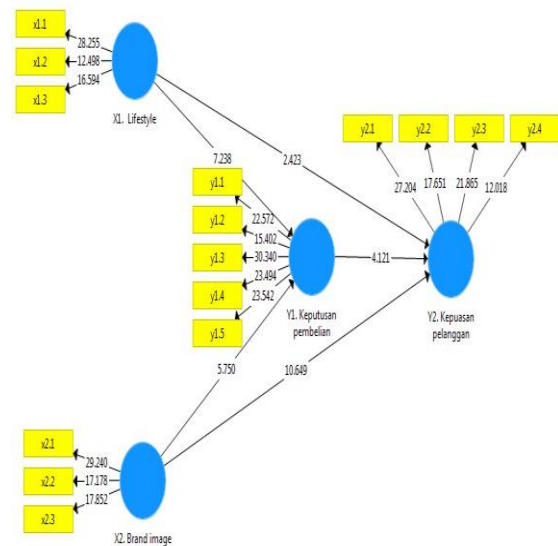 x1.1
28.255
x1.2
12.498
16.594
x1.3
X1. Lifestyle
y2.1
y2.2
y2.3
y2.4
27.204
17.651
21.865
12.018
7.238
2.423
y1.1
22.572
y1.2
15.402
y1.3
30.340
23.494
y1.4
23.542
y1.5
4.121
Y1. Keputusan
pembelian
Y2. Kepuasan
pelanggan
5.750
10.649
x2.1
29.240
x2.2
17.178
17.852
x2.3
X2. Brand image